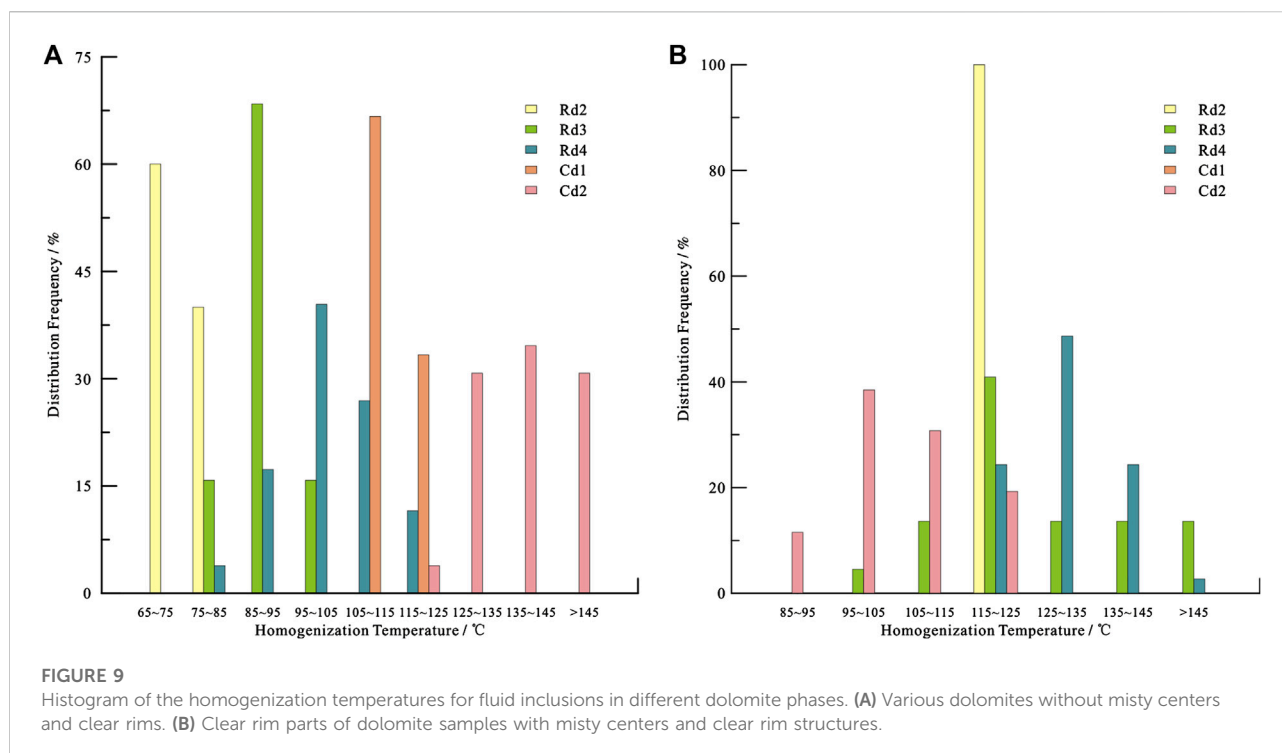 A
75
60
45
30
15
0
Distribution Frequency / %
Rd2
Rd3
Rd4
Cd1
Cd2
65~75 75~85 85~95 95~105 105~115 115~125 125~135 135~145 >145
Homogenization Temperature / ℃
B
100
80
60
40
20
0
Distribution Frequency / %
Rd2
Rd3
Rd4
Cd1
Cd2
85~95 95~105 105~115 115~125 125~135 135~145 >145
Homogenization Temperature / ℃
FIGURE 9
Histogram of the homogenization temperatures for fluid inclusions in different dolomite phases. (A) Various dolomites without misty centers
and clear rims. (B) Clear rim parts of dolomite samples with misty centers and clear rim structures.